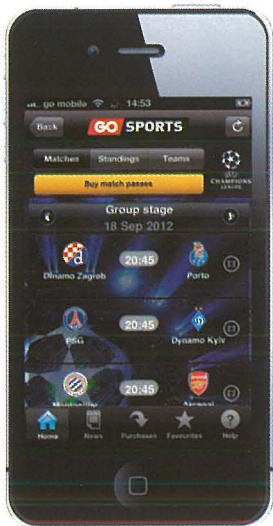 go mobile 14:53
Back GO SPORTS
Matches Standings Teams
Buy match passes
UEFA
CHAMPIONS
LEAGUE
Group stage
18 Sep 2012
20:45
Dinamo Zagreb Porto
20:45
PSG Dynamo Kyiv
20:45
Montpellier Arsenal
Home News Purchases Favourites Help